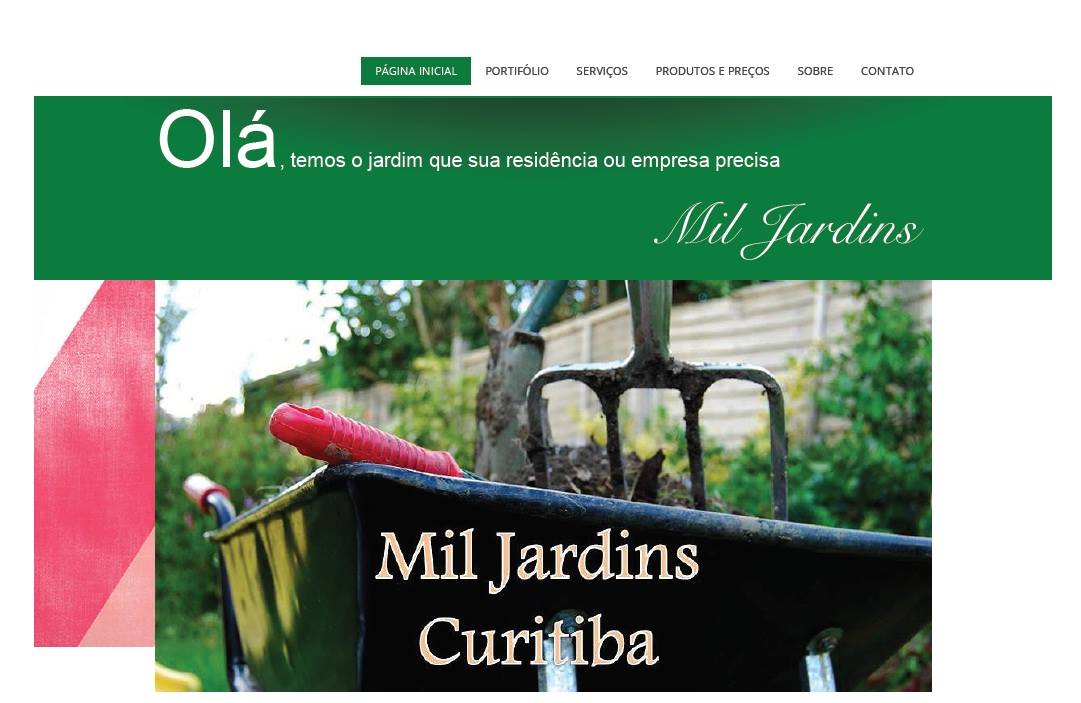 PÁGINA INICIAL PORTIFÓLIO SERVIÇOS PRODUTOS E PREÇOS SOBRE CONTATO
Olá, temos o jardim que sua residência ou empresa precisa
Mil Jardins
Mil Jardins
Curitiba